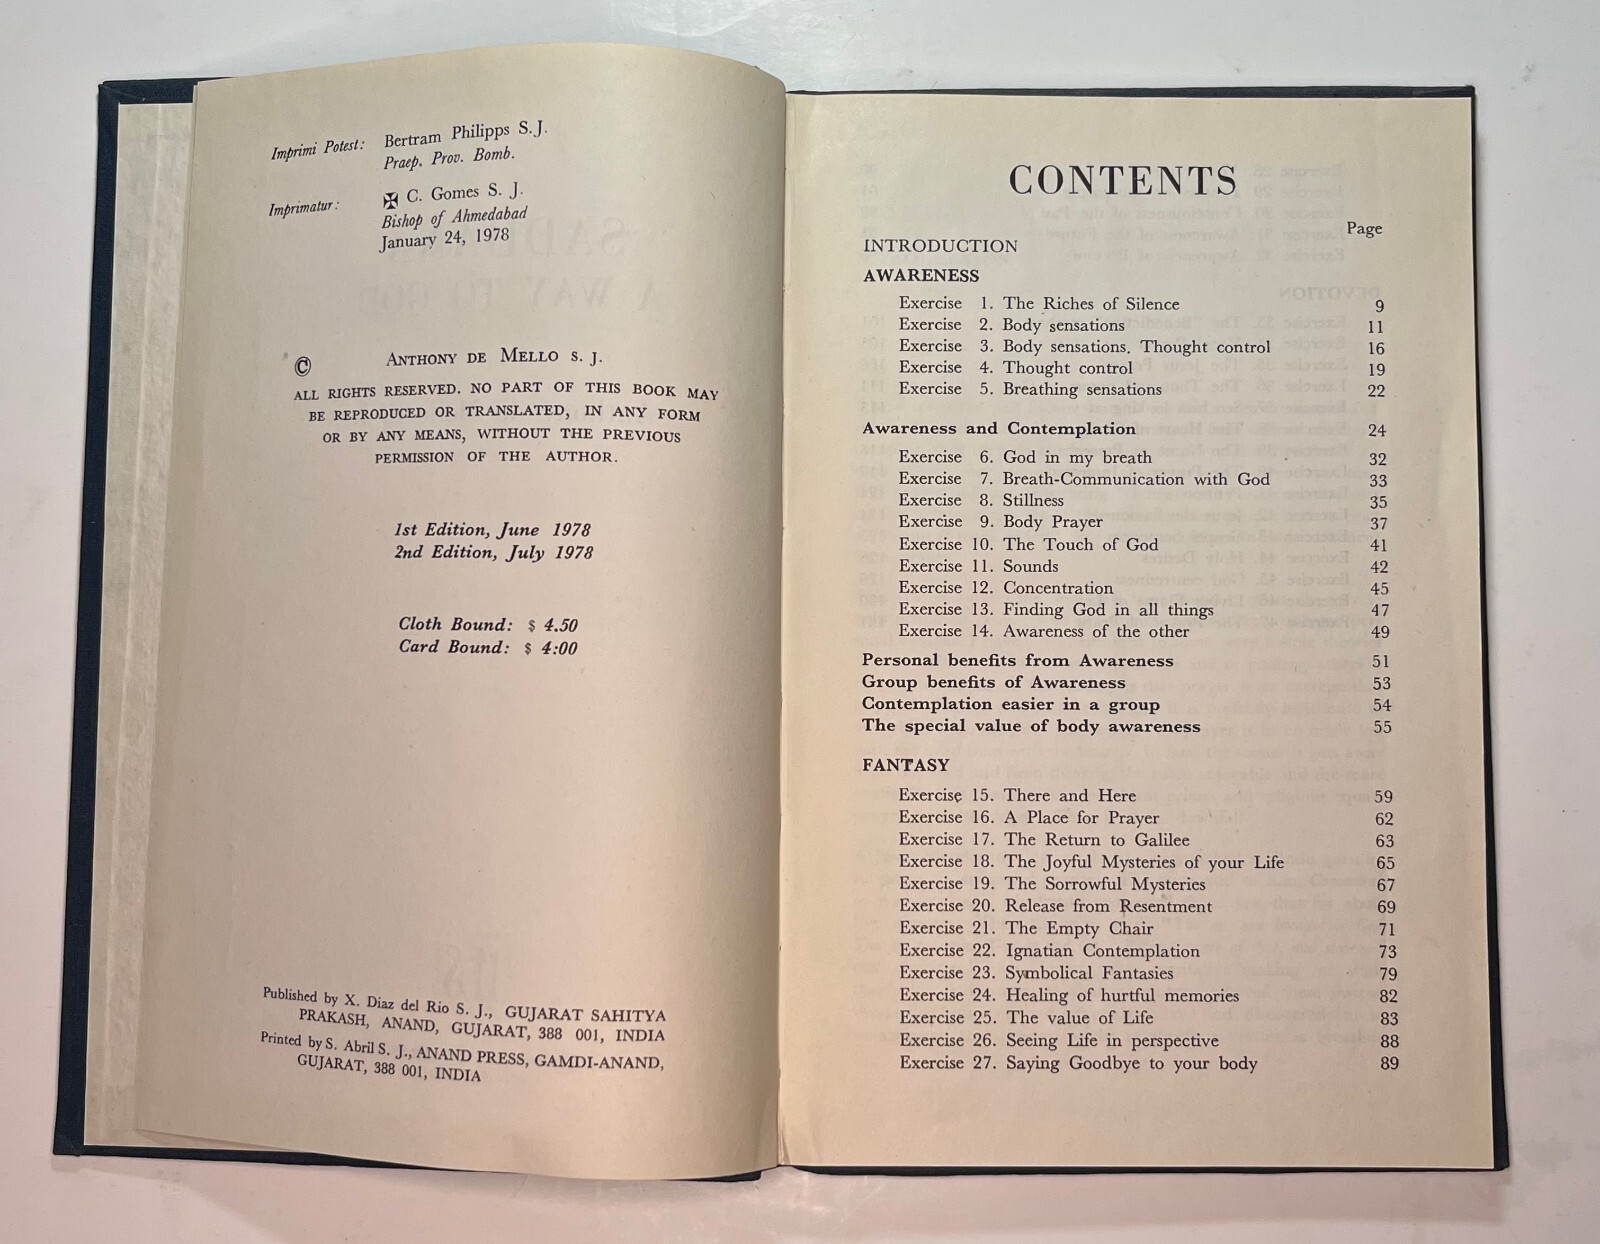 Imprimi Potest: Bertram Philipps S.J.
Praep. Prov. Bomb.
Imprimatur: ✠ C. Gomes S. J.
Bishop of Ahmedabad
January 24, 1978
© ANTHONY DE MELLO S. J.
ALL RIGHTS RESERVED. NO PART OF THIS BOOK MAY
BE REPRODUCED OR TRANSLATED, IN ANY FORM
OR BY ANY MEANS, WITHOUT THE PREVIOUS
PERMISSION OF THE AUTHOR.
1st Edition, June 1978
2nd Edition, July 1978
Cloth Bound: $ 4.50
Card Bound: $ 4:00
Published by X. Diaz del Rio S. J., GUJARAT SAHITYA
PRAKASH, ANAND, GUJARAT, 388 001, INDIA
Printed by S. Abril S. J., ANAND PRESS, GAMDI-ANAND,
GUJARAT, 388 001, INDIA
CONTENTS
Page
INTRODUCTION
AWARENESS
Exercise 1. The Riches of Silence 9
Exercise 2. Body sensations 11
Exercise 3. Body sensations. Thought control 16
Exercise 4. Thought control 19
Exercise 5. Breathing sensations 22
Awareness and Contemplation 24
Exercise 6. God in my breath 32
Exercise 7. Breath-Communication with God 33
Exercise 8. Stillness 35
Exercise 9. Body Prayer 37
Exercise 10. The Touch of God 41
Exercise 11. Sounds 42
Exercise 12. Concentration 45
Exercise 13. Finding God in all things 47
Exercise 14. Awareness of the other 49
Personal benefits from Awareness 51
Group benefits of Awareness 53
Contemplation easier in a group 54
The special value of body awareness 55
FANTASY
Exercise 15. There and Here 59
Exercise 16. A Place for Prayer 62
Exercise 17. The Return to Galilee 63
Exercise 18. The Joyful Mysteries of your Life 65
Exercise 19. The Sorrowful Mysteries 67
Exercise 20. Release from Resentment 69
Exercise 21. The Empty Chair 71
Exercise 22. Ignatian Contemplation 73
Exercise 23. Symbolical Fantasies 79
Exercise 24. Healing of hurtful memories 82
Exercise 25. The value of Life 83
Exercise 26. Seeing Life in perspective 88
Exercise 27. Saying Goodbye to your body 89